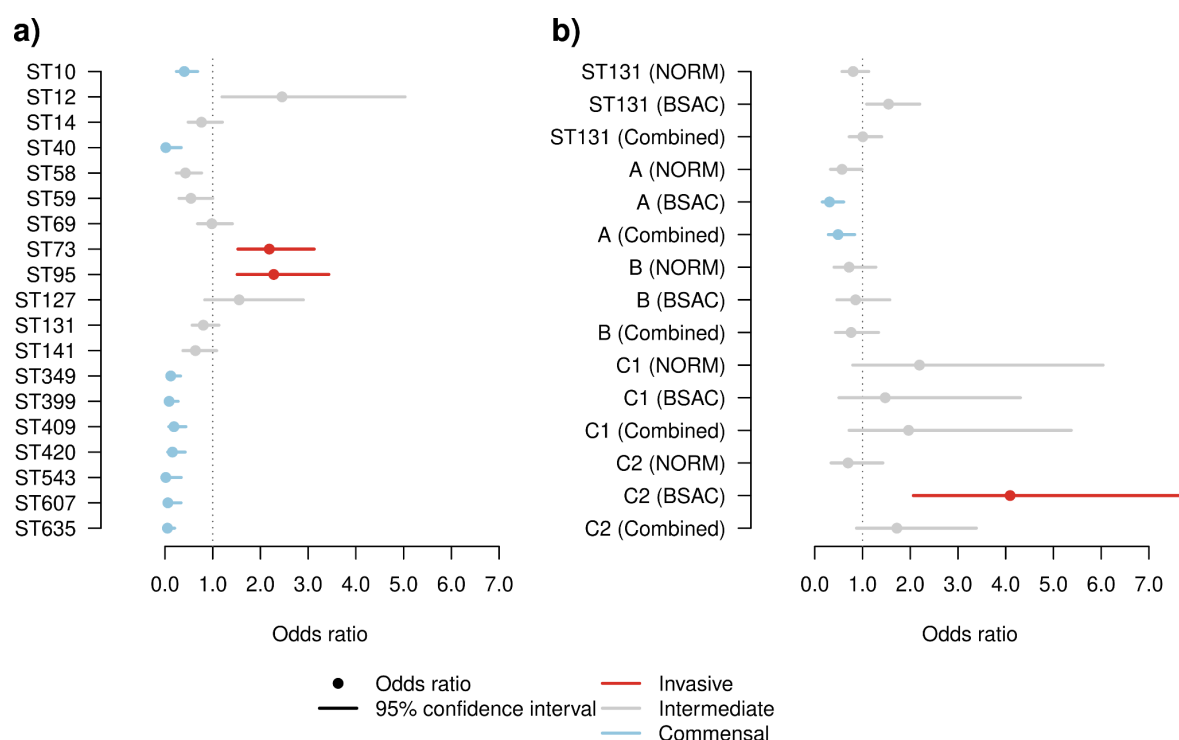 a)
ST10
ST12
ST14
ST40
ST58
ST59
ST69
ST73
ST95
ST127
ST131
ST141
ST349
ST399
ST409
ST420
ST543
ST607
ST635
0.0 1.0 2.0 3.0 4.0 5.0 6.0 7.0
Odds ratio
b)
ST131 (NORM)
ST131 (BSAC)
ST131 (Combined)
A (NORM)
A (BSAC)
A (Combined)
B (NORM)
B (BSAC)
B (Combined)
C1 (NORM)
C1 (BSAC)
C1 (Combined)
C2 (NORM)
C2 (BSAC)
C2 (Combined)
0.0 1.0 2.0 3.0 4.0 5.0 6.0 7.0
Odds ratio
Odds ratio
95% confidence interval
Invasive
Intermediate
Commensal